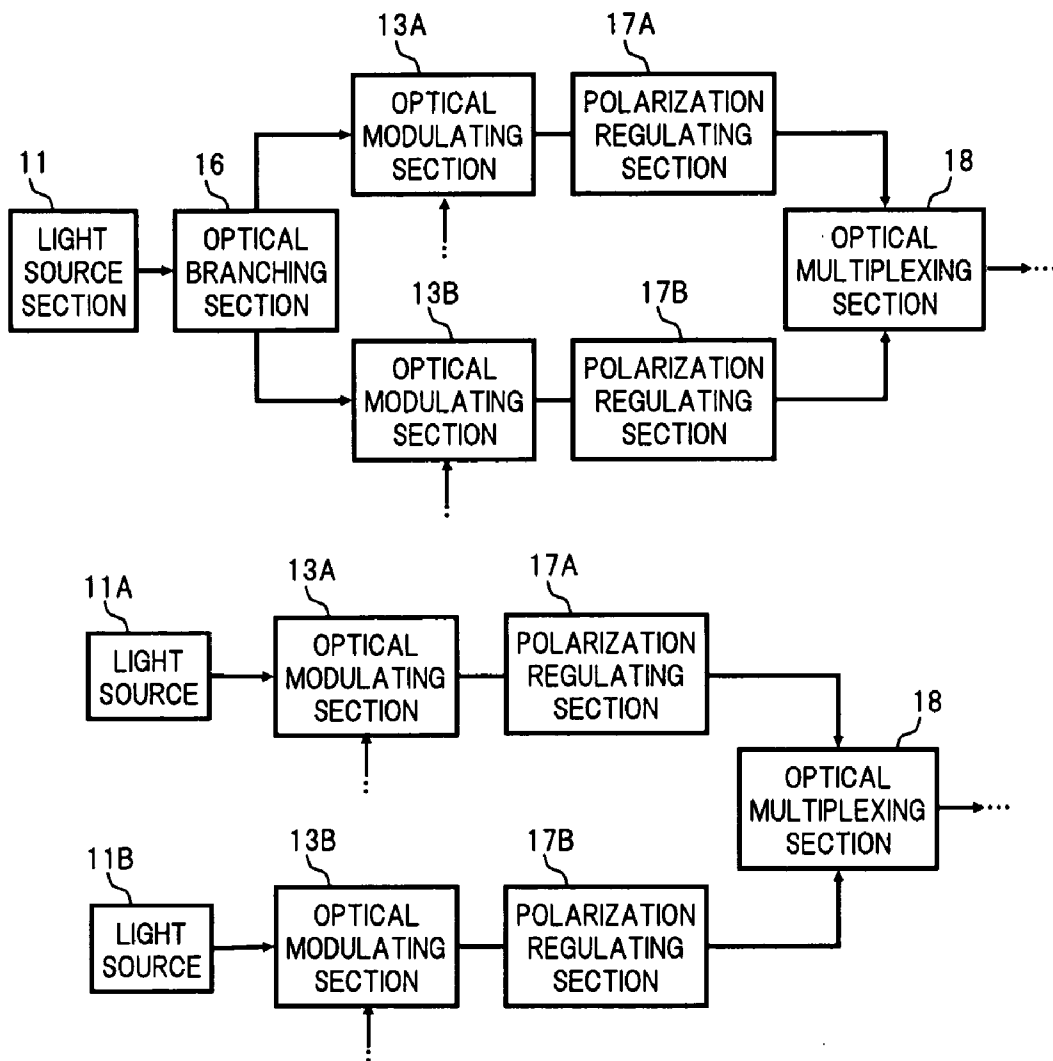 13A
17A
OPTICAL
MODULATING
SECTION
POLARIZATION
REGULATING
SECTION
11
16
18
LIGHT
SOURCE
SECTION
OPTICAL
BRANCHING
SECTION
OPTICAL
MULTIPLEXING
SECTION
13B
17B
OPTICAL
MODULATING
SECTION
POLARIZATION
REGULATING
SECTION
13A
17A
11A
LIGHT
SOURCE
OPTICAL
MODULATING
SECTION
POLARIZATION
REGULATING
SECTION
18
OPTICAL
MULTIPLEXING
SECTION
11B
13B
17B
LIGHT
SOURCE
OPTICAL
MODULATING
SECTION
POLARIZATION
REGULATING
SECTION